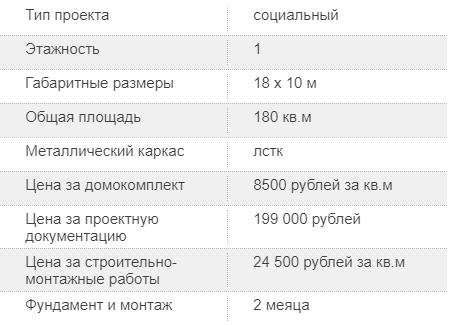 Тип проекта социальный
Этажность 1
Габаритные размеры 18 х 10 м
Общая площадь 180 кв.м
Металлический каркас лстк
Цена за домокомплект 8500 рублей за кв.м
Цена за проектную 199 000 рублей
документацию
Цена за строительно- 24 500 рублей за кв.м
монтажные работы
Фундамент и монтаж 2 меяца